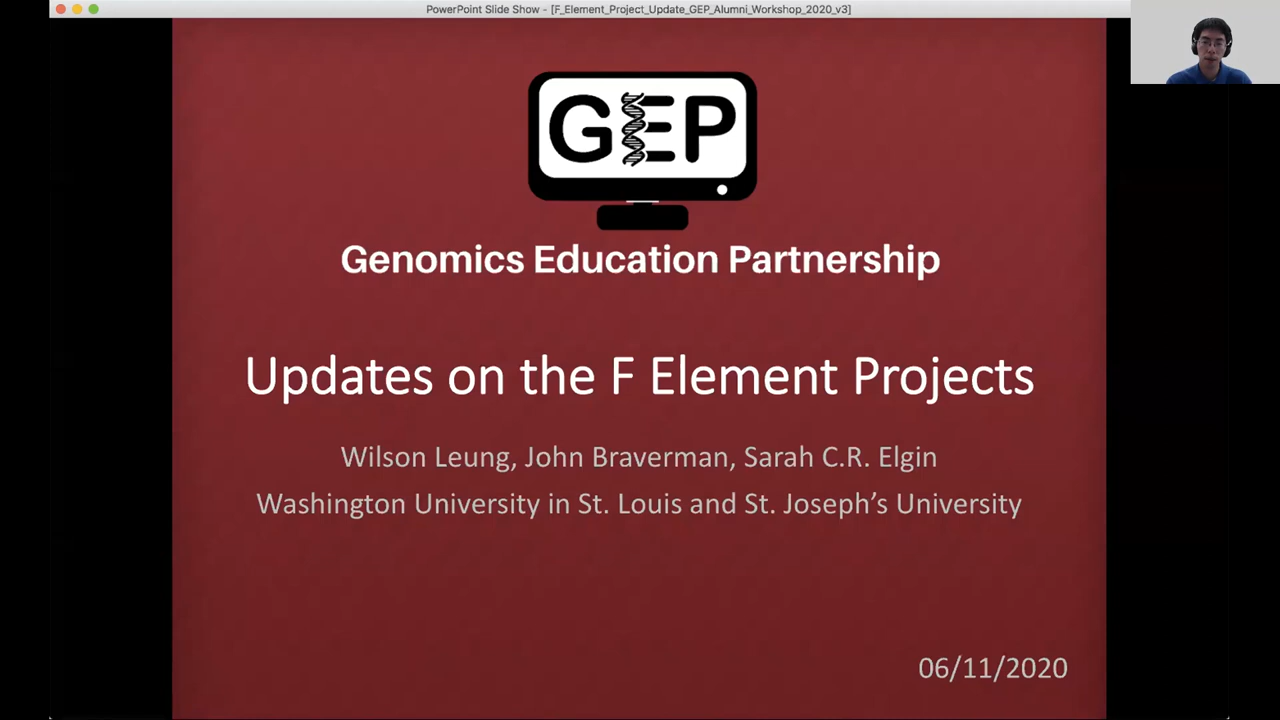 PowerPoint Slide Show - [F_Element_Project_Update_GEP_Alumni_Workshop_2020_v3]
GEP
Genomics Education Partnership
Updates on the F Element Projects
Wilson Leung, John Braverman, Sarah C.R. Elgin
Washington University in St. Louis and St. Joseph’s University
06/11/2020